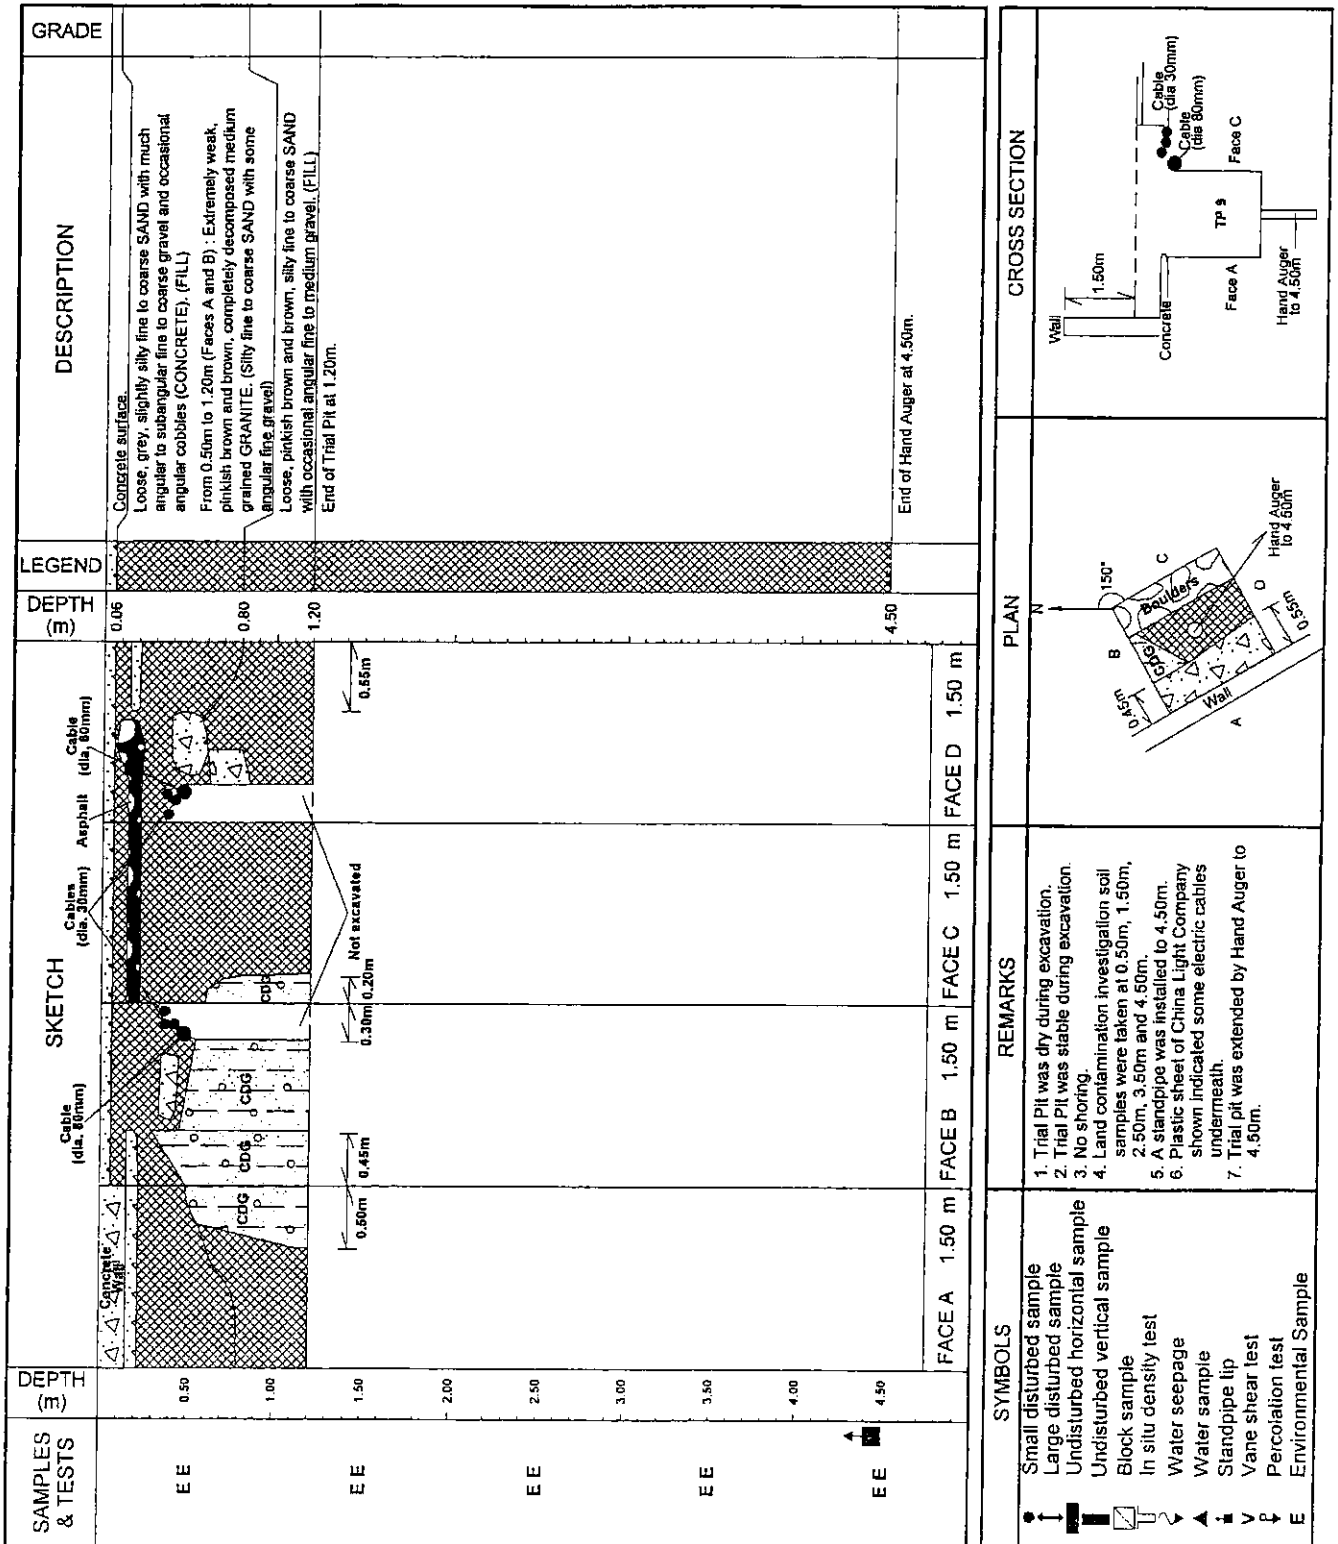 SAMPLES
& TESTS
DEPTH
(m)
SKETCH
DEPTH
(m)
LEGEND
DESCRIPTION
GRADE
E E
E E
E E
E E
E E
0.50
1.00
1.50
2.00
2.50
3.00
3.50
4.00
4.50
Concrete
Wall
Cable
(dia. 80mm)
Cables
(dia. 30mm)
Asphalt
Cable
(dia. 80mm)
CDG
CDG
CDG
CDG
0.50m
0.45m
0.30m
0.20m
Not excavated
0.55m
FACE A 1.50 m
FACE B 1.50 m
FACE C 1.50 m
FACE D 1.50 m
0.06
0.80
1.20
4.50
Concrete surface.
Loose, grey, slightly silty fine to coarse SAND with much
angular to subangular fine to coarse gravel and occasional
angular cobbles (CONCRETE). (FILL)
From 0.50m to 1.20m (Faces A and B) : Extremely weak,
pinkish brown and brown, completely decomposed medium
grained GRANITE. (Silty fine to coarse SAND with some
angular fine gravel)
Loose, pinkish brown and brown, silty fine to coarse SAND
with occasional angular fine to medium gravel. (FILL)
End of Trial Pit at 1.20m.
End of Hand Auger at 4.50m.
SYMBOLS
Small disturbed sample
Large disturbed sample
Undisturbed horizontal sample
Undisturbed vertical sample
Block sample
In situ density test
Water seepage
Water sample
Standpipe tip
V Vane shear test
Percolation test
E Environmental Sample
REMARKS
1. Trial Pit was dry during excavation.
2. Trial Pit was stable during excavation.
3. No shoring.
4. Land contamination investigation soil
samples were taken at 0.50m, 1.50m,
2.50m, 3.50m and 4.50m.
5. A standpipe was installed to 4.50m.
6. Plastic sheet of China Light Company
shown indicated some electric cables
underneath.
7. Trial pit was extended by Hand Auger to
4.50m.
PLAN
N
150°
A
B
C
D
Wall
CDG
Boulders
0.45m
0.55m
Hand Auger
to 4.50m
CROSS SECTION
Wall
1.50m
Concrete
Face A
TP 9
Face C
Cable
(dia 30mm)
Cable
(dia 80mm)
Hand Auger
to 4.50m